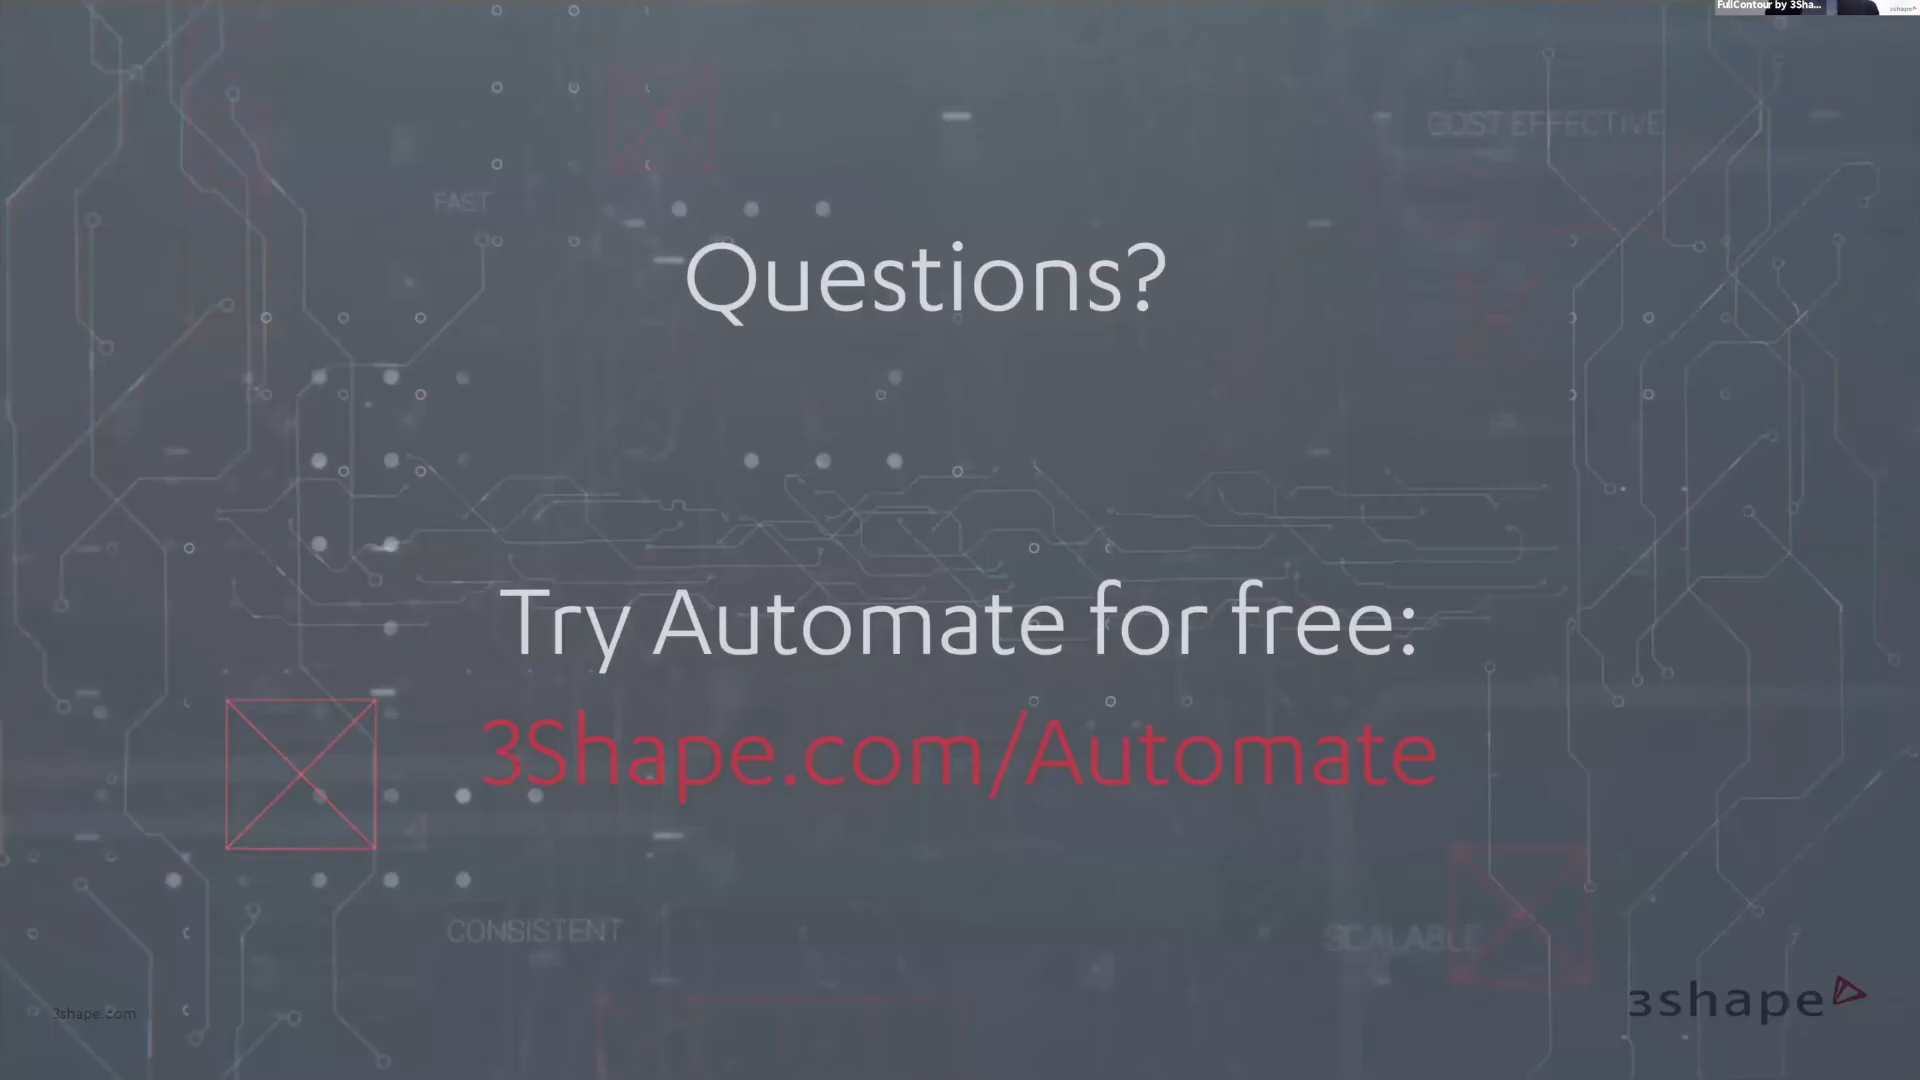 FullContour by 3Sha...
3shape
COST EFFECTIVE
FAST
Questions?
Try Automate for free:
3Shape.com/Automate
CONSISTENT
SCALABLE
3shape
3shape.com